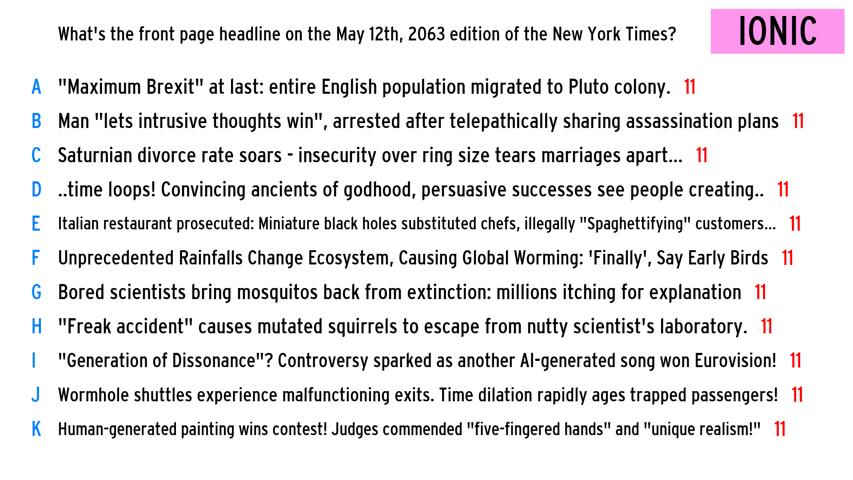 What's the front page headline on the May 12th, 2063 edition of the New York Times? IONIC
A "Maximum Brexit" at last: entire English population migrated to Pluto colony. 11
B Man "lets intrusive thoughts win", arrested after telepathically sharing assassination plans 11
C Saturnian divorce rate soars - insecurity over ring size tears marriages apart... 11
D ..time loops! Convincing ancients of godhood, persuasive successes see people creating.. 11
E Italian restaurant prosecuted: Miniature black holes substituted chefs, illegally "Spaghettifying" customers... 11
F Unprecedented Rainfalls Change Ecosystem, Causing Global Worming: 'Finally', Say Early Birds 11
G Bored scientists bring mosquitos back from extinction: millions itching for explanation 11
H "Freak accident" causes mutated squirrels to escape from nutty scientist's laboratory. 11
I "Generation of Dissonance"? Controversy sparked as another AI-generated song won Eurovision! 11
J Wormhole shuttles experience malfunctioning exits. Time dilation rapidly ages trapped passengers! 11
K Human-generated painting wins contest! Judges commended "five-fingered hands" and "unique realism!" 11